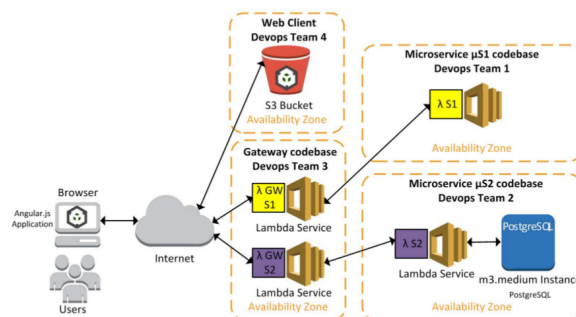 Web Client
Devops Team 4
S3 Bucket
Availability Zone
Microservice µS1 codebase
Devops Team 1
λ S1
Availability Zone
Gateway codebase
Devops Team 3
λ GW
S1
Lambda Service
λ GW
S2
Lambda Service
Availability Zone
Microservice µS2 codebase
Devops Team 2
λ S2
Lambda Service
PostgreSQL
m3.medium Instance
PostgreSQL
Availability Zone
Browser
Angular.js
Application
Internet
Users